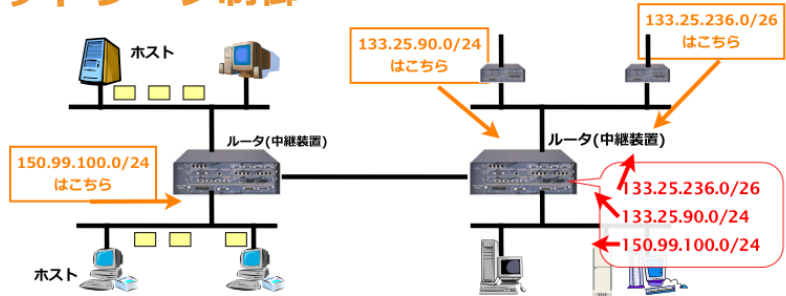 133.25.236.0/26
はこちら
133.25.90.0/24
はこちら
ホスト
ルータ(中継装置)
ルータ(中継装置)
150.99.100.0/24
はこちら
133.25.236.0/26
133.25.90.0/24
150.99.100.0/24
ホスト